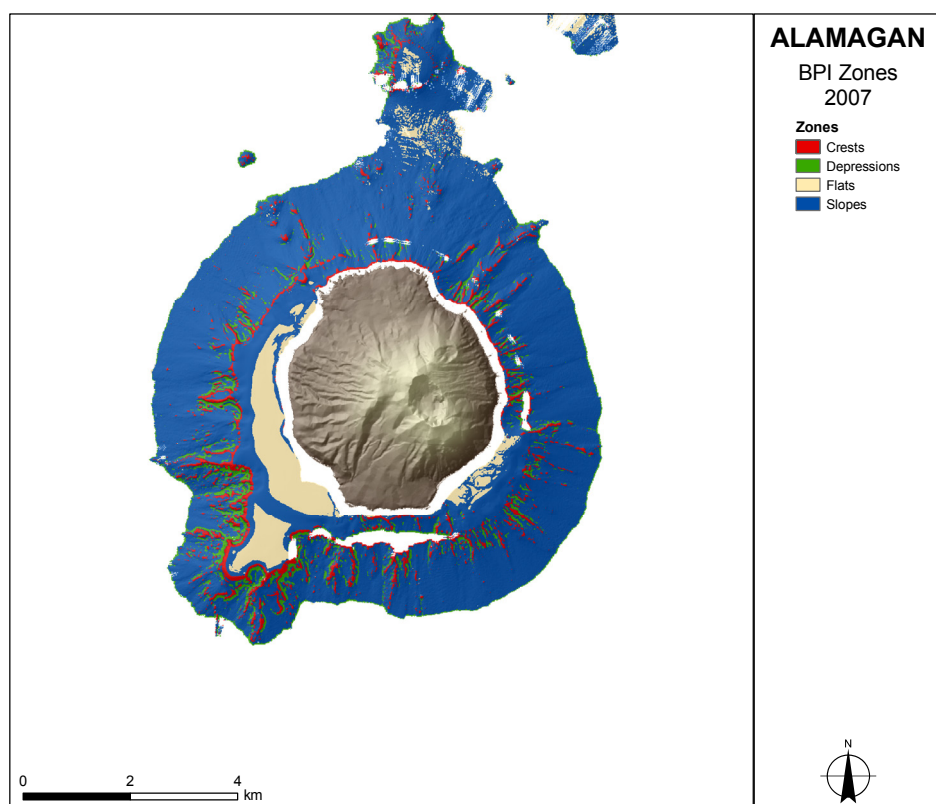 ALAMAGAN
BPI Zones
2007
Zones
Crests
Depressions
Flats
Slopes
N
0 2 4
km